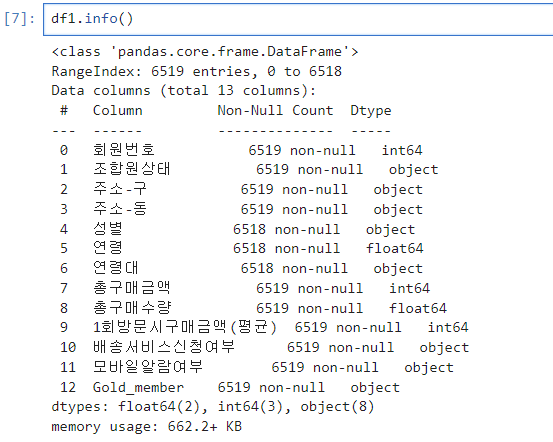 [7]: df1.info()
<class 'pandas.core.frame.DataFrame'>
RangeIndex: 6519 entries, 0 to 6518
Data columns (total 13 columns):
 #   Column          Non-Null Count  Dtype
---  ------          --------------  -----
 0   회원번호            6519 non-null   int64
 1   조합원상태           6519 non-null   object
 2   주소-구            6519 non-null   object
 3   주소-동            6519 non-null   object
 4   성별              6518 non-null   object
 5   연령              6519 non-null   float64
 6   연령대             6518 non-null   object
 7   총구매금액           6519 non-null   int64
 8   총구매수량           6519 non-null   float64
 9   1회방문시구매금액(평균)  6519 non-null   int64
 10  배송서비스신청여부       6519 non-null   object
 11  모바일알람여부         6519 non-null   object
 12  Gold_member     6519 non-null   object
dtypes: float64(2), int64(3), object(8)
memory usage: 662.2+ KB